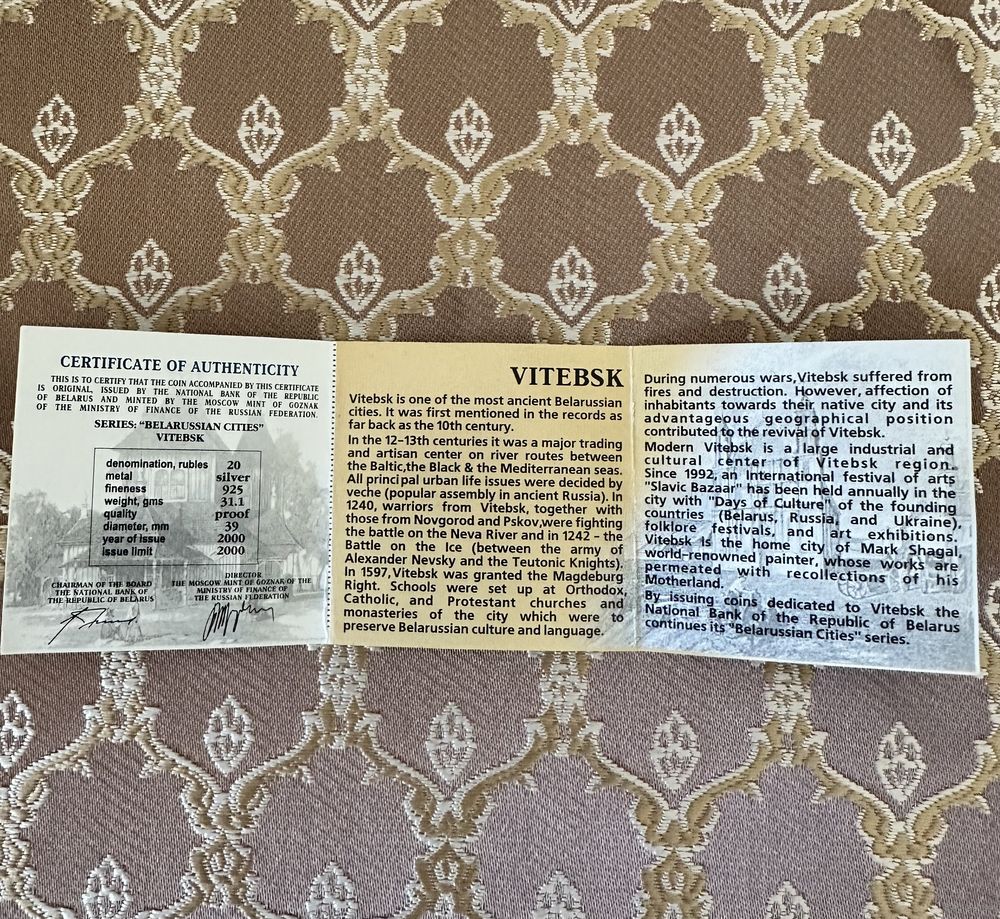 CERTIFICATE OF AUTHENTICITY
THIS IS TO CERTIFY THAT THE COIN ACCOMPANIED BY THIS CERTIFICATE
IS ORIGINAL, ISSUED BY THE NATIONAL BANK OF THE REPUBLIC
OF BELARUS AND MINTED BY THE MOSCOW MINT OF GOZNAK
OF THE MINISTRY OF FINANCE OF THE RUSSIAN FEDERATION.
SERIES: "BELARUSSIAN CITIES"
VITEBSK
denomination, rubles 20
metal silver
fineness 925
weight, gms 31.1
quality proof
diameter, mm 39
year of issue 2000
issue limit 2000
CHAIRMAN OF THE BOARD
THE NATIONAL BANK OF
THE REPUBLIC OF BELARUS
DIRECTOR
THE MOSCOW MINT OF GOZNAK OF THE
MINISTRY OF FINANCE OF
THE RUSSIAN FEDERATION
VITEBSK
Vitebsk is one of the most ancient Belarussian
cities. It was first mentioned in the records as
far back as the 10th century.
In the 12-13th centuries it was a major trading
and artisan center on river routes between
the Baltic,the Black & the Mediterranean seas.
All principal urban life issues were decided by
veche (popular assembly in ancient Russia). In
1240, warriors from Vitebsk, together with
those from Novgorod and Pskov,were fighting
the battle on the Neva River and in 1242 - the
Battle on the Ice (between the army of
Alexander Nevsky and the Teutonic Knights).
In 1597,Vitebsk was granted the Magdeburg
Right. Schools were set up at Orthodox,
Catholic, and Protestant churches and
monasteries of the city which were to
preserve Belarussian culture and language.
During numerous wars,Vitebsk suffered from
fires and destruction. However, affection of
inhabitants towards their native city and its
advantageous geographical position
contributed to the revival of Vitebsk.
Modern Vitebsk is a large industrial and
cultural center of Vitebsk region.
Since 1992, an International festival of arts
"Slavic Bazaar" has been held annually in the
city with "Days of Culture" of the founding
countries (Belarus, Russia, and Ukraine),
folklore festivals, and art exhibitions.
Vitebsk is the home city of Mark Shagal,
world-renowned painter, whose works are
permeated with recollections of his
Motherland.
By issuing coins dedicated to Vitebsk the
National Bank of the Republic of Belarus
continues its "Belarussian Cities" series.